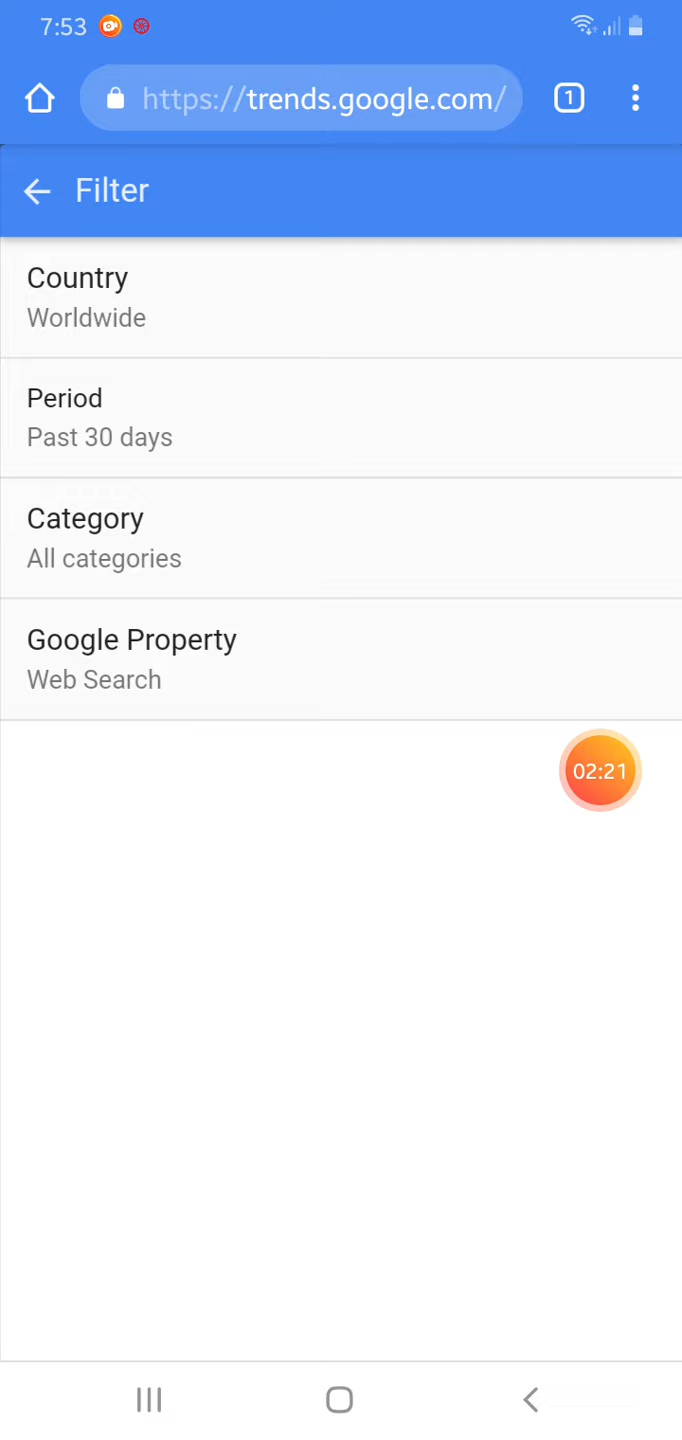 7:53
https://trends.google.com/
1
Filter
Country
Worldwide
Period
Past 30 days
Category
All categories
Google Property
Web Search
02:21